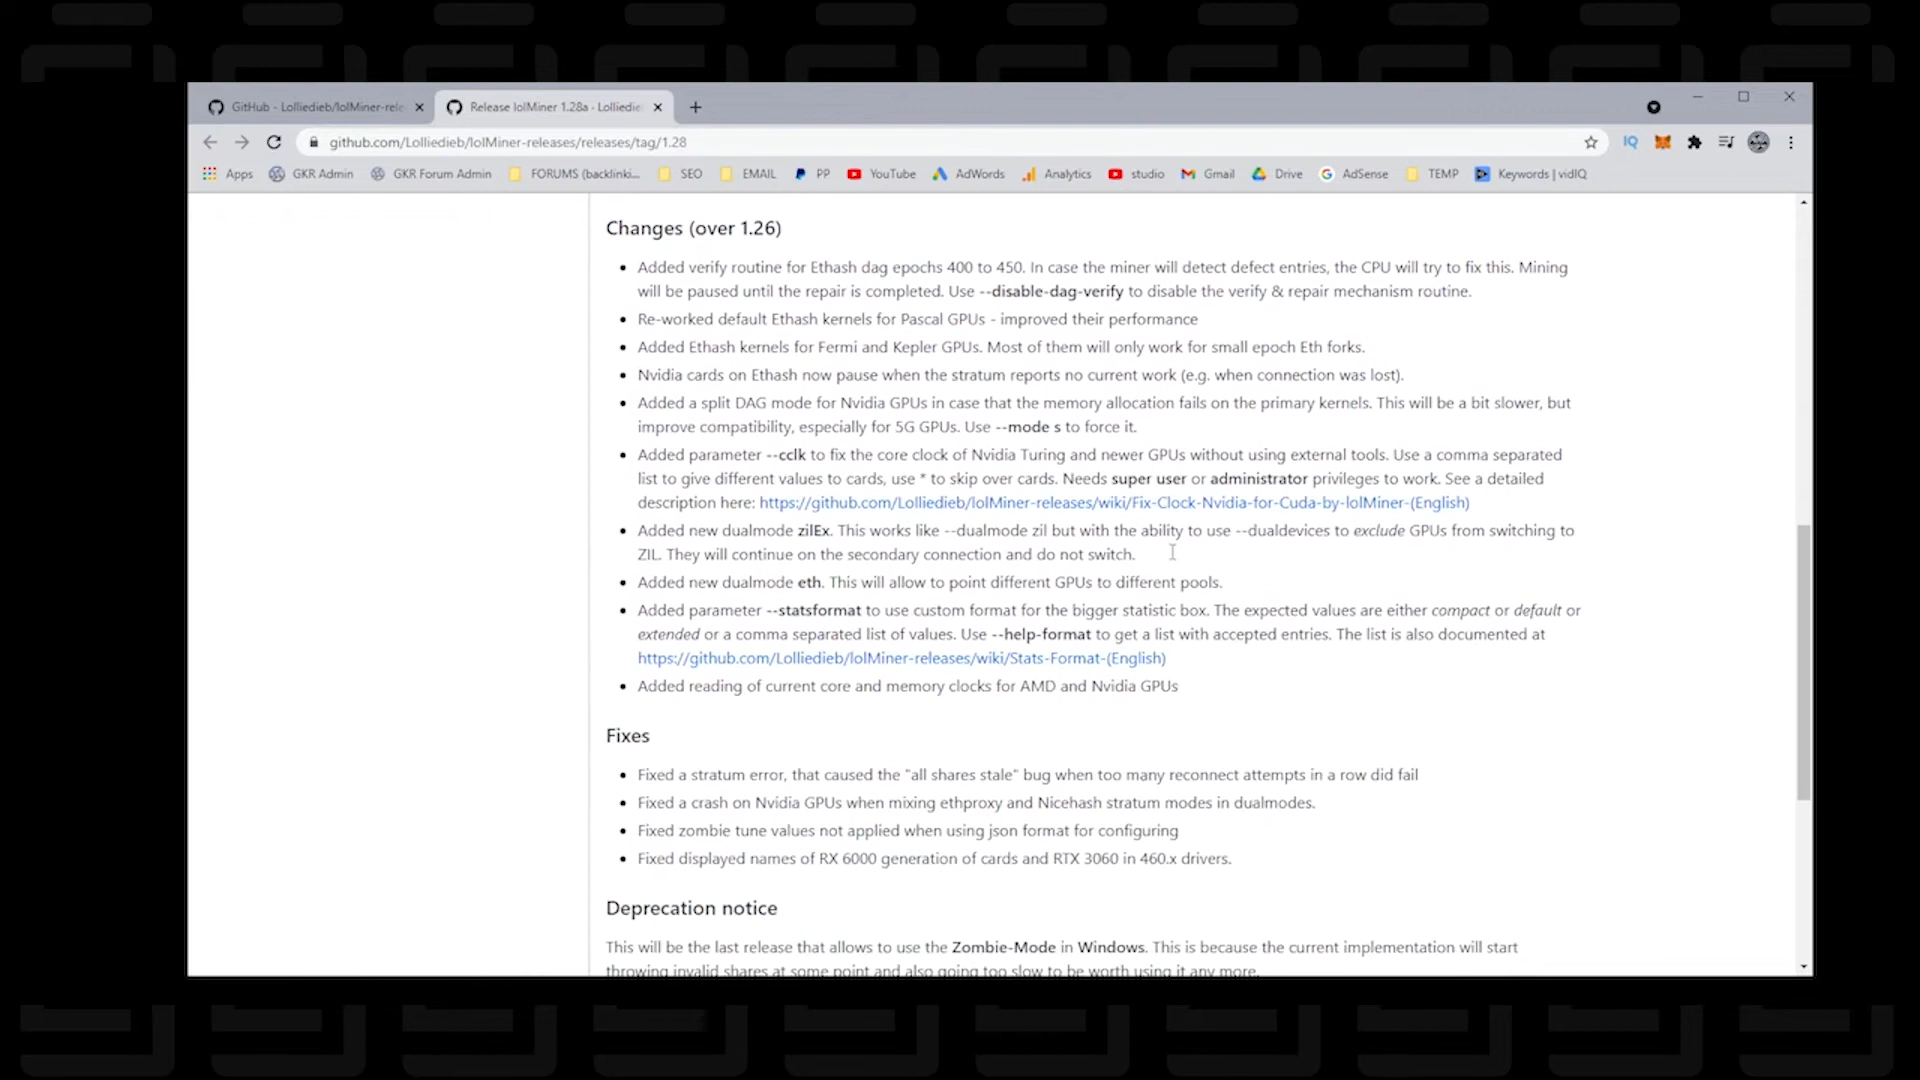 GitHub - Lolliedieb/lolMiner-rele
Release lolMiner 1.28a - Lolliedie
github.com/Lolliedieb/lolMiner-releases/releases/tag/1.28
Apps GKR Admin GKR Forum Admin FORUMS (backlinki... SEO EMAIL PP YouTube AdWords Analytics studio Gmail Drive AdSense TEMP Keywords | vidIQ
Changes (over 1.26)
Added verify routine for Ethash dag epochs 400 to 450. In case the miner will detect defect entries, the CPU will try to fix this. Mining
will be paused until the repair is completed. Use --disable-dag-verify to disable the verify & repair mechanism routine.
Re-worked default Ethash kernels for Pascal GPUs - improved their performance
Added Ethash kernels for Fermi and Kepler GPUs. Most of them will only work for small epoch Eth forks.
Nvidia cards on Ethash now pause when the stratum reports no current work (e.g. when connection was lost).
Added a split DAG mode for Nvidia GPUs in case that the memory allocation fails on the primary kernels. This will be a bit slower, but
improve compatibility, especially for 5G GPUs. Use --mode s to force it.
Added parameter --cclk to fix the core clock of Nvidia Turing and newer GPUs without using external tools. Use a comma separated
list to give different values to cards, use * to skip over cards. Needs super user or administrator privileges to work. See a detailed
description here: https://github.com/Lolliedieb/lolMiner-releases/wiki/Fix-Clock-Nvidia-for-Cuda-by-lolMiner-(English)
Added new dualmode zilEx. This works like --dualmode zil but with the ability to use --dualdevices to exclude GPUs from switching to
ZIL. They will continue on the secondary connection and do not switch.
Added new dualmode eth. This will allow to point different GPUs to different pools.
Added parameter --statsformat to use custom format for the bigger statistic box. The expected values are either compact or default or
extended or a comma separated list of values. Use --help-format to get a list with accepted entries. The list is also documented at
https://github.com/Lolliedieb/lolMiner-releases/wiki/Stats-Format-(English)
Added reading of current core and memory clocks for AMD and Nvidia GPUs
Fixes
Fixed a stratum error, that caused the "all shares stale" bug when too many reconnect attempts in a row did fail
Fixed a crash on Nvidia GPUs when mixing ethproxy and Nicehash stratum modes in dualmodes.
Fixed zombie tune values not applied when using json format for configuring
Fixed displayed names of RX 6000 generation of cards and RTX 3060 in 460.x drivers.
Deprecation notice
This will be the last release that allows to use the Zombie-Mode in Windows. This is because the current implementation will start
throwing invalid shares at some point and also going too slow to be worth using it any more.